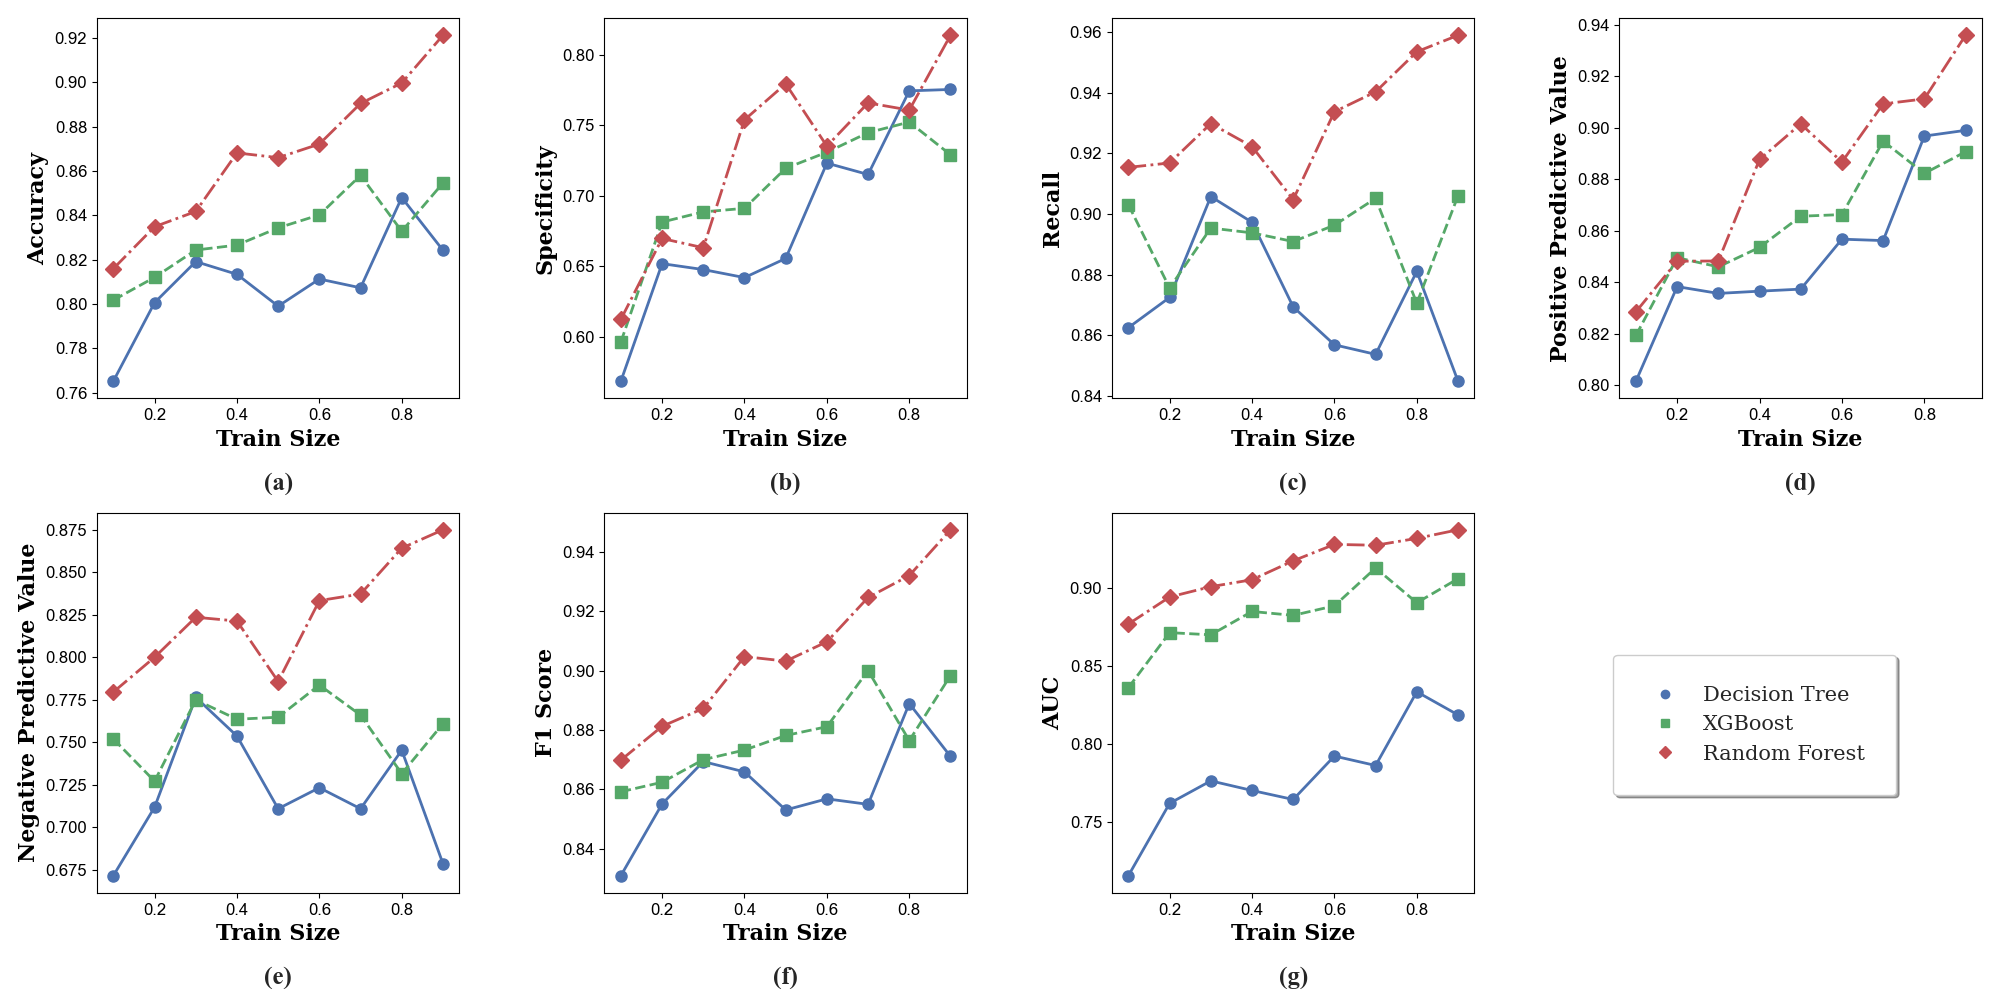 0.92
0.90
0.88
0.86
0.84
0.82
0.80
0.78
0.76
Accuracy
0.2 0.4 0.6 0.8
Train Size
(a)
0.80
0.75
0.70
0.65
0.60
Specificity
0.2 0.4 0.6 0.8
Train Size
(b)
0.96
0.94
0.92
0.90
0.88
0.86
0.84
Recall
0.2 0.4 0.6 0.8
Train Size
(c)
0.94
0.92
0.90
0.88
0.86
0.84
0.82
0.80
Positive Predictive Value
0.2 0.4 0.6 0.8
Train Size
(d)
0.875
0.850
0.825
0.800
0.775
0.750
0.725
0.700
0.675
Negative Predictive Value
0.2 0.4 0.6 0.8
Train Size
(e)
0.94
0.92
0.90
0.88
0.86
0.84
F1 Score
0.2 0.4 0.6 0.8
Train Size
(f)
0.90
0.85
0.80
0.75
AUC
0.2 0.4 0.6 0.8
Train Size
(g)
Decision Tree
XGBoost
Random Forest